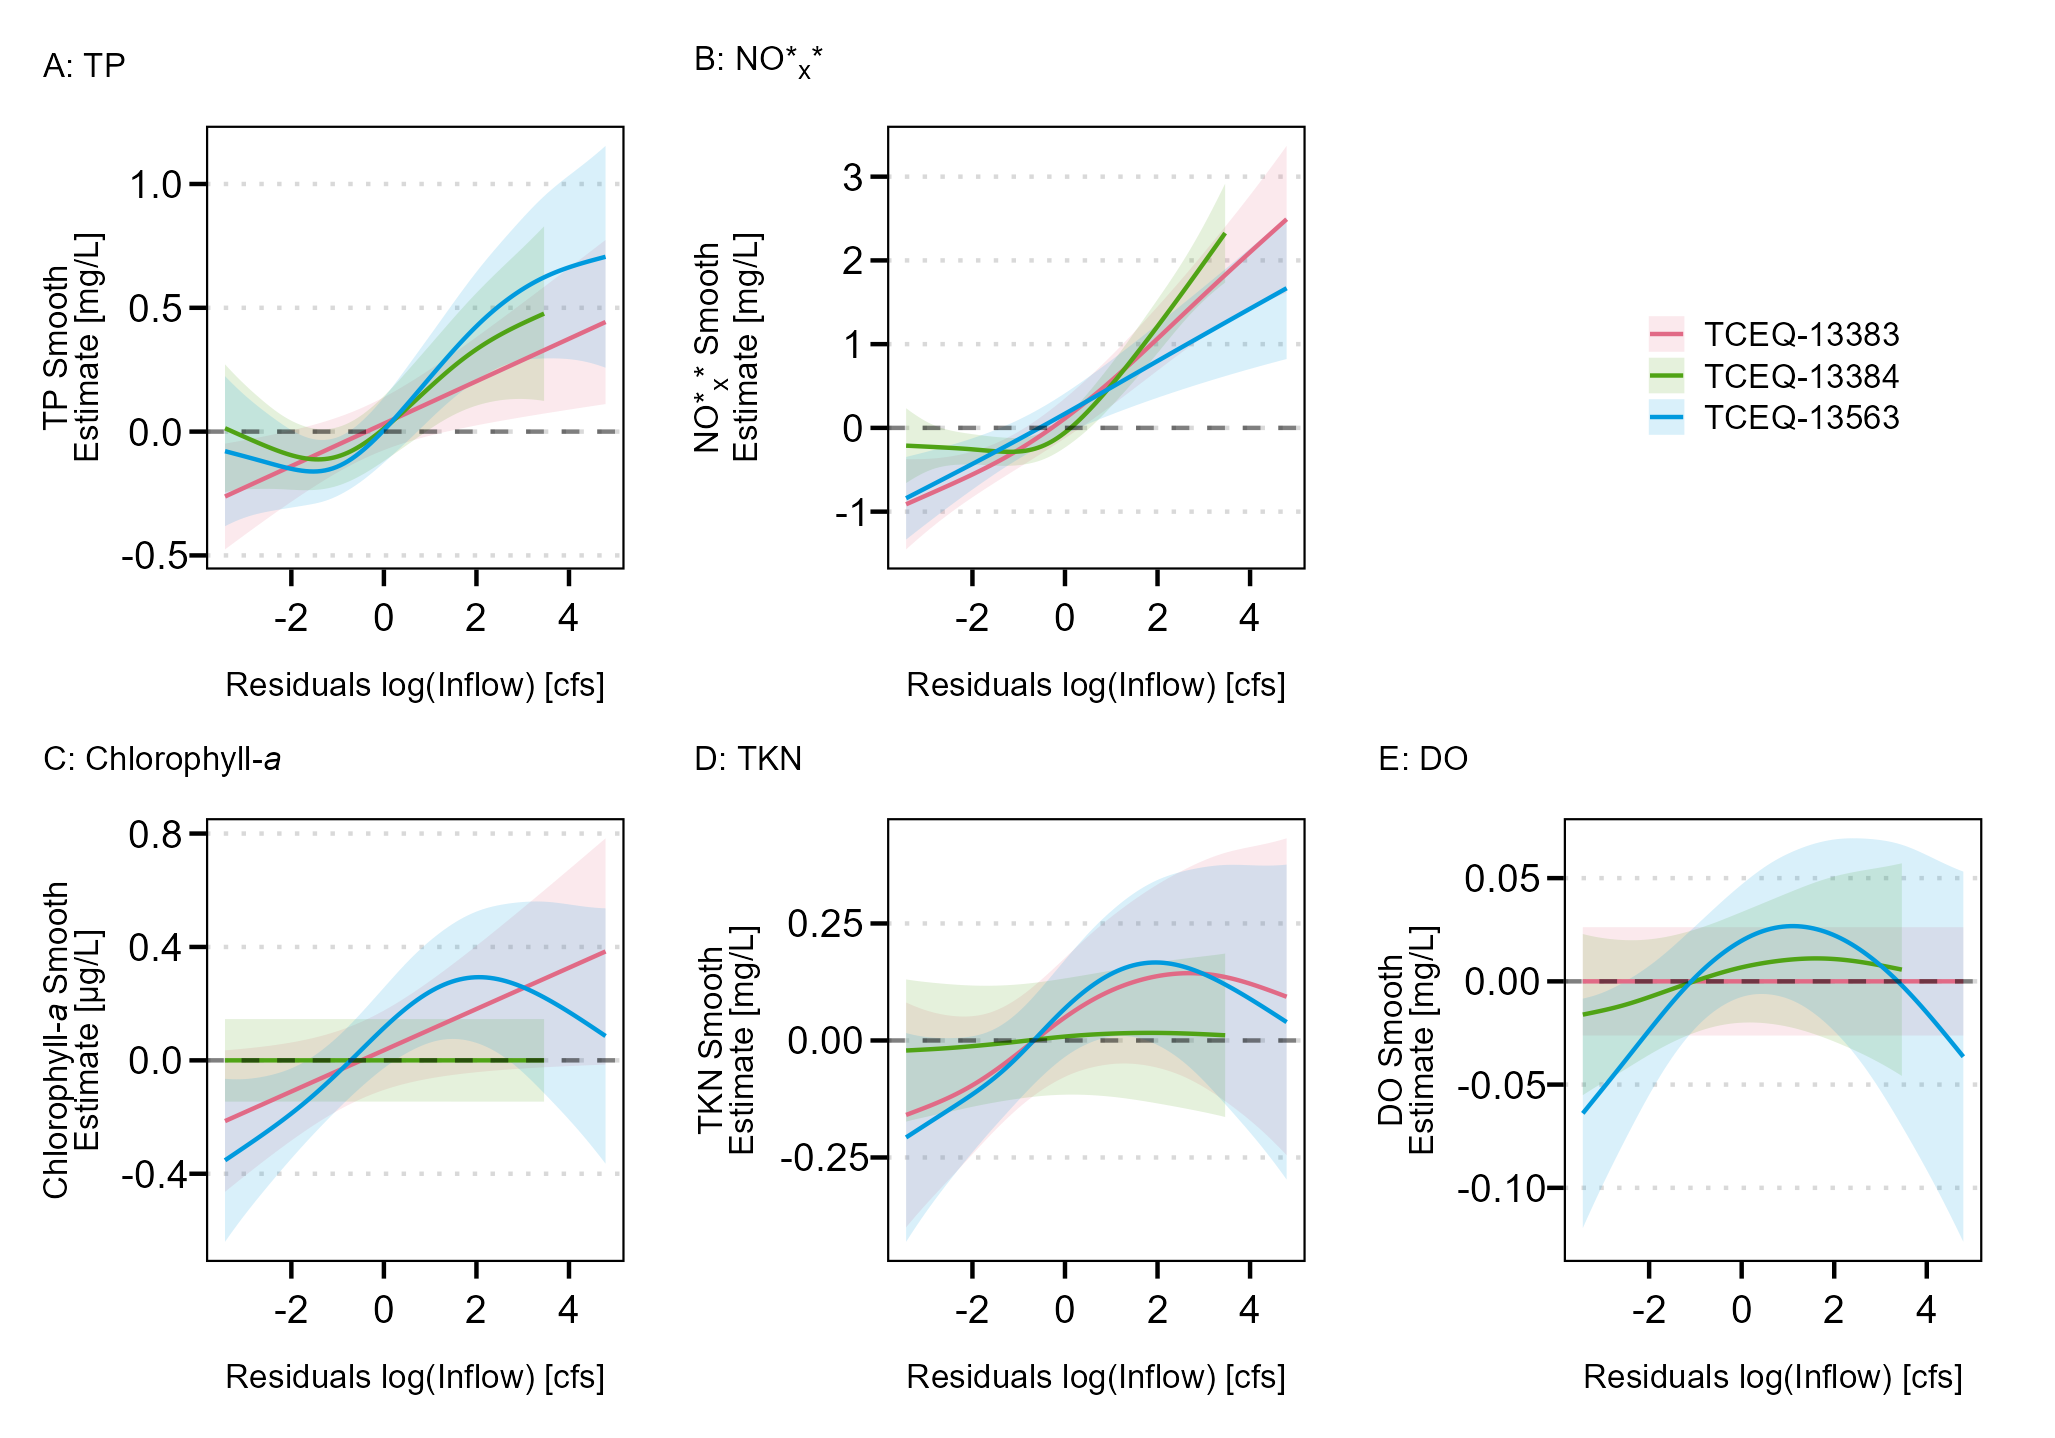 A: TP
B: NO*x*
1.0
0.5
0.0
-0.5
TP Smooth
Estimate [mg/L]
-2 0 2 4
Residuals log(Inflow) [cfs]
3
2
1
0
-1
NO*x* Smooth
Estimate [mg/L]
-2 0 2 4
Residuals log(Inflow) [cfs]
TCEQ-13383
TCEQ-13384
TCEQ-13563
C: Chlorophyll-a
D: TKN
E: DO
0.8
0.4
0.0
-0.4
Chlorophyll-a Smooth
Estimate [µg/L]
-2 0 2 4
Residuals log(Inflow) [cfs]
0.25
0.00
-0.25
TKN Smooth
Estimate [mg/L]
-2 0 2 4
Residuals log(Inflow) [cfs]
0.05
0.00
-0.05
-0.10
DO Smooth
Estimate [mg/L]
-2 0 2 4
Residuals log(Inflow) [cfs]